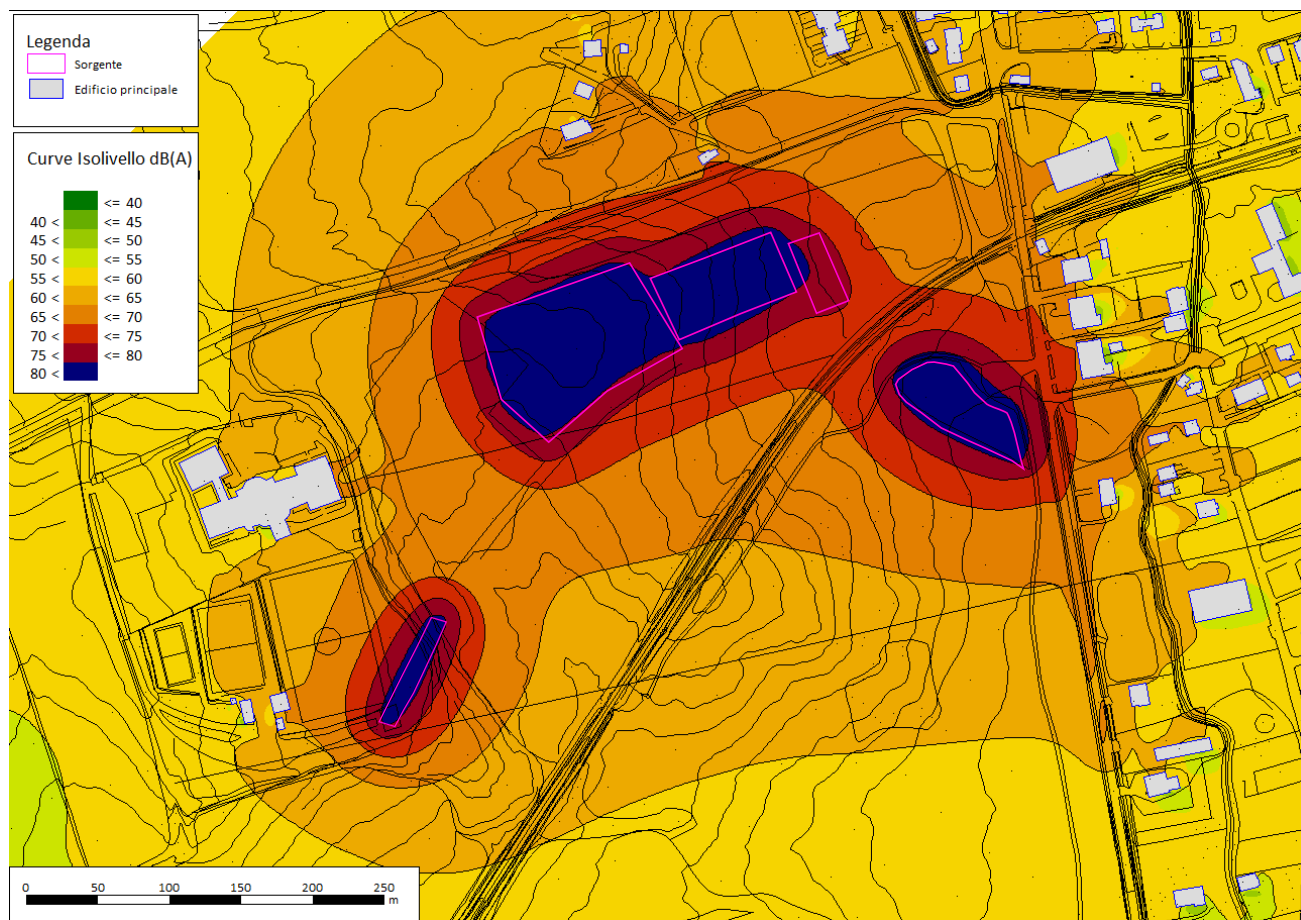 Legenda
Sorgente
Edificio principale
Curve Isolivello dB(A)
<= 40
40 < <= 45
45 < <= 50
50 < <= 55
55 < <= 60
60 < <= 65
65 < <= 70
70 < <= 75
75 < <= 80
80 <
0 50 100 150 200 250
m